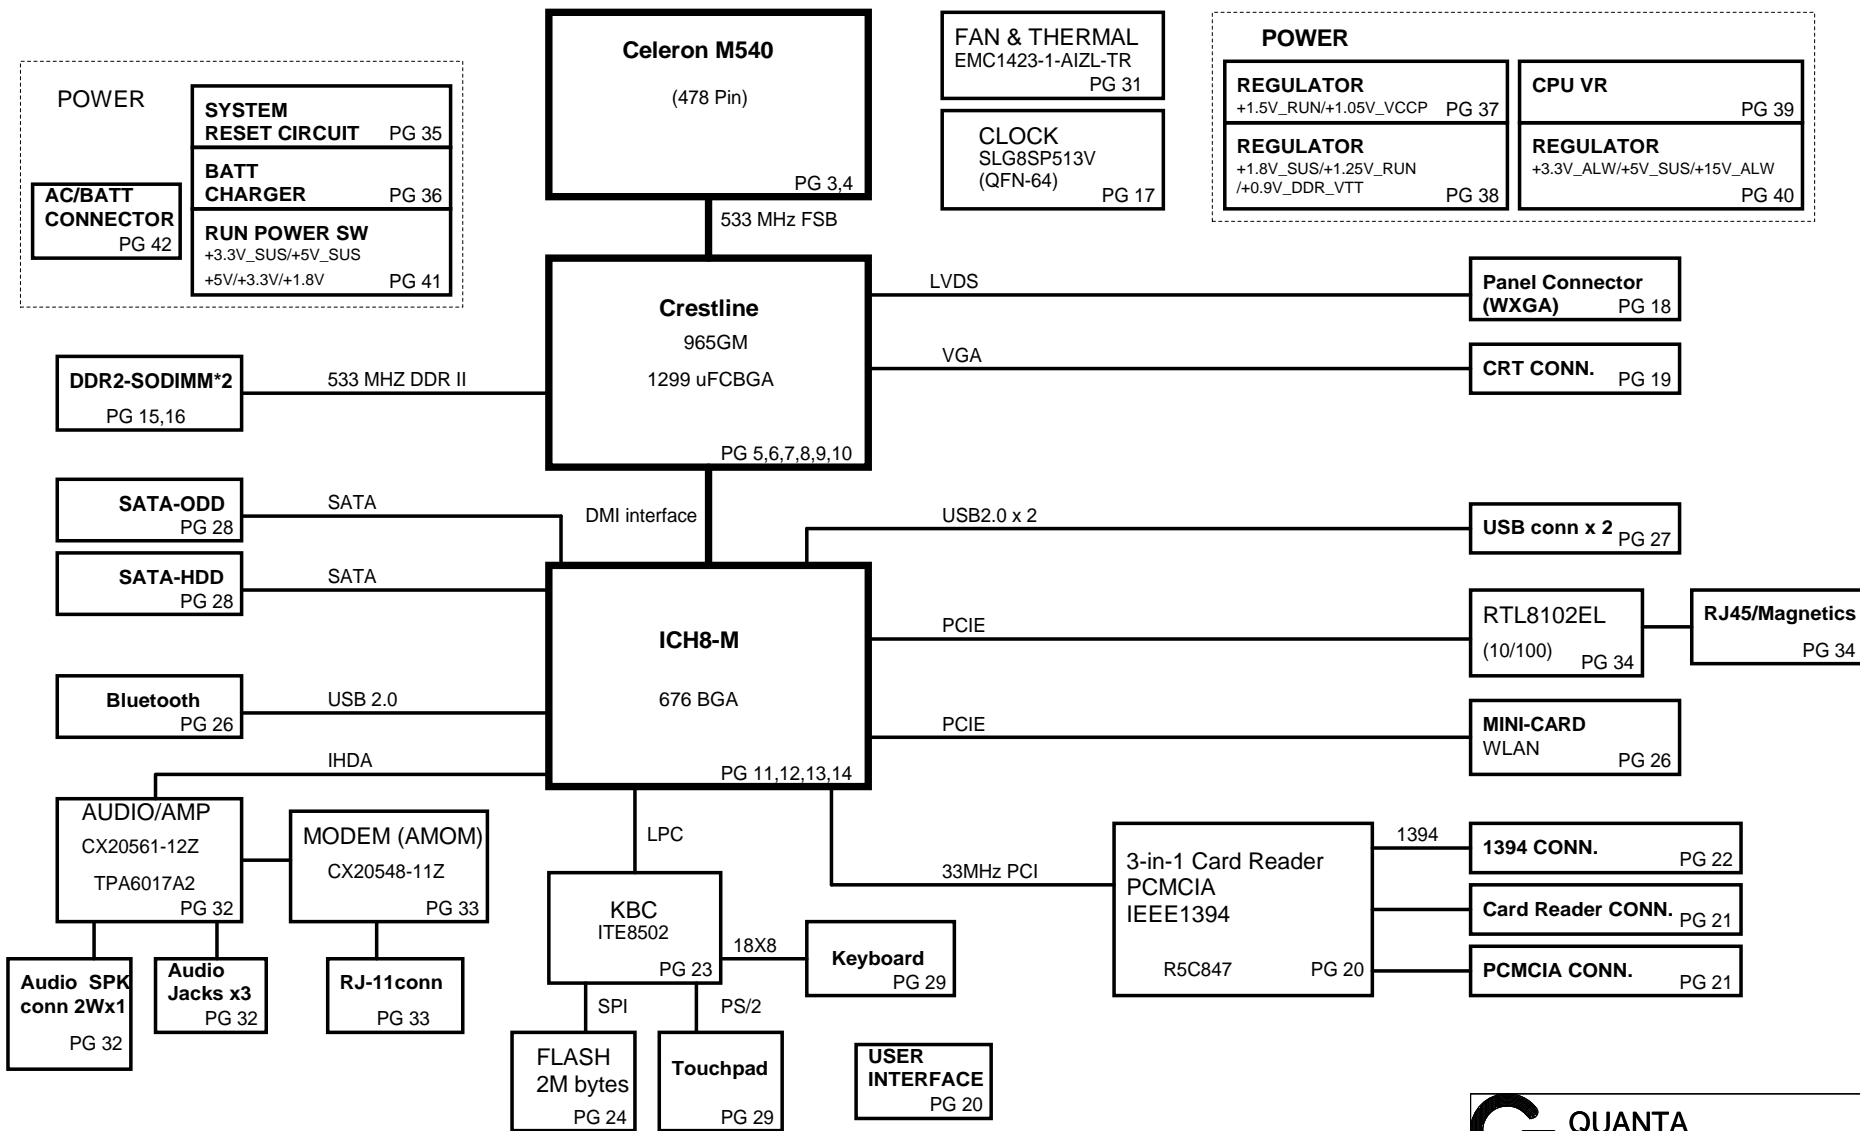 Celeron M540
(478 Pin)
PG 3,4
FAN & THERMAL
EMC1423-1-AIZL-TR
PG 31
CLOCK
SLG8SP513V
(QFN-64)
PG 17
POWER
REGULATOR
+1.5V_RUN/+1.05V_VCCP PG 37
CPU VR
PG 39
REGULATOR
+1.8V_SUS/+1.25V_RUN
/+0.9V_DDR_VTT
PG 38
REGULATOR
+3.3V_ALW/+5V_SUS/+15V_ALW
PG 40
POWER
SYSTEM
RESET CIRCUIT PG 35
BATT
CHARGER PG 36
AC/BATT
CONNECTOR
PG 42
RUN POWER SW
+3.3V_SUS/+5V_SUS
+5V/+3.3V/+1.8V PG 41
533 MHz FSB
Crestline
965GM
1299 uFCBGA
PG 5,6,7,8,9,10
LVDS
Panel Connector
(WXGA) PG 18
VGA
CRT CONN. PG 19
DDR2-SODIMM*2
PG 15,16
533 MHZ DDR II
SATA-ODD
PG 28
SATA
DMI interface
USB2.0 x 2
USB conn x 2 PG 27
SATA-HDD
PG 28
SATA
ICH8-M
676 BGA
PG 11,12,13,14
PCIE
RTL8102EL
(10/100) PG 34
RJ45/Magnetics
PG 34
Bluetooth
PG 26
USB 2.0
PCIE
MINI-CARD
WLAN
PG 26
IHDA
AUDIO/AMP
CX20561-12Z
TPA6017A2
PG 32
MODEM (AMOM)
CX20548-11Z
PG 33
LPC
33MHz PCI
3-in-1 Card Reader
PCMCIA
IEEE1394
R5C847 PG 20
1394
1394 CONN.
PG 22
Card Reader CONN. PG 21
PCMCIA CONN.
PG 21
KBC
ITE8502
PG 23
18X8
Keyboard
PG 29
Audio SPK
conn 2Wx1
PG 32
Audio
Jacks x3
PG 32
RJ-11conn
PG 33
SPI
PS/2
FLASH
2M bytes
PG 24
Touchpad
PG 29
USER
INTERFACE
PG 20
QUANTA